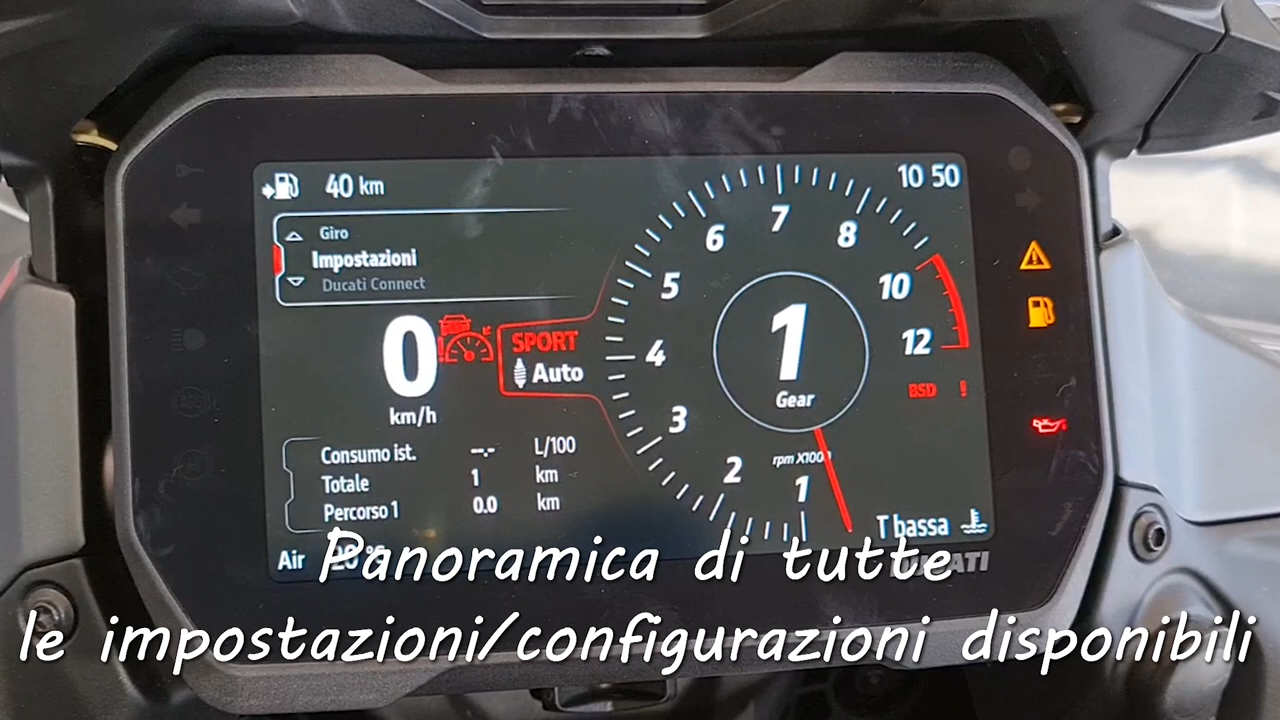 40 km
10 50
Giro
Impostazioni
Ducati Connect
0
km/h
SPORT
Auto
1
Gear
1
2
3
4
5
6
7
8
10
12
rpm X1000
BSD !
Consumo ist. --.- L/100
Totale 1 km
Percorso 1 0.0 km
T bassa
Air
Panoramica di tutte
le impostazioni/configurazioni disponibili